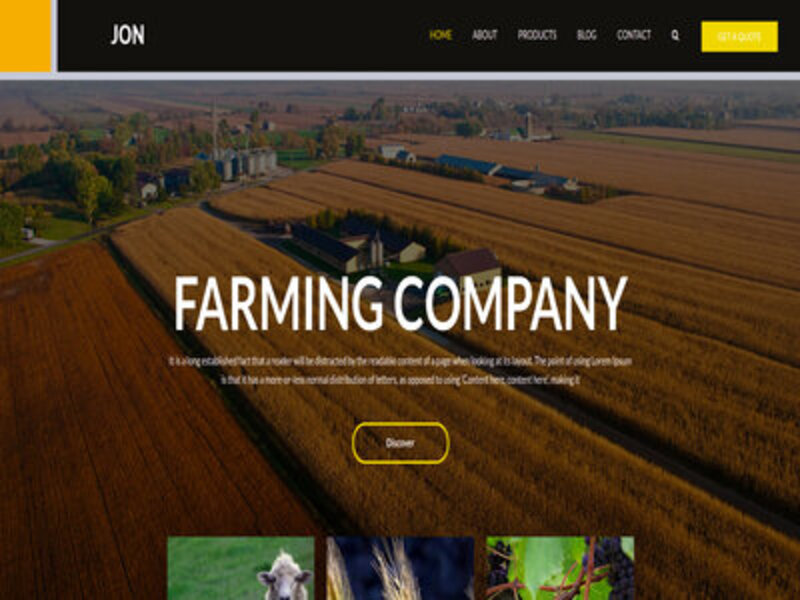 JON
HOME ABOUT PRODUCTS BLOG CONTACT GET A QUOTE
FARMING COMPANY
It is a long established fact that a reader will be distracted by the readable content of a page when looking at its layout. The point of using Lorem Ipsum
is that it has a more-or-less normal distribution of letters, as opposed to using 'Content here, content here', making it
Discover